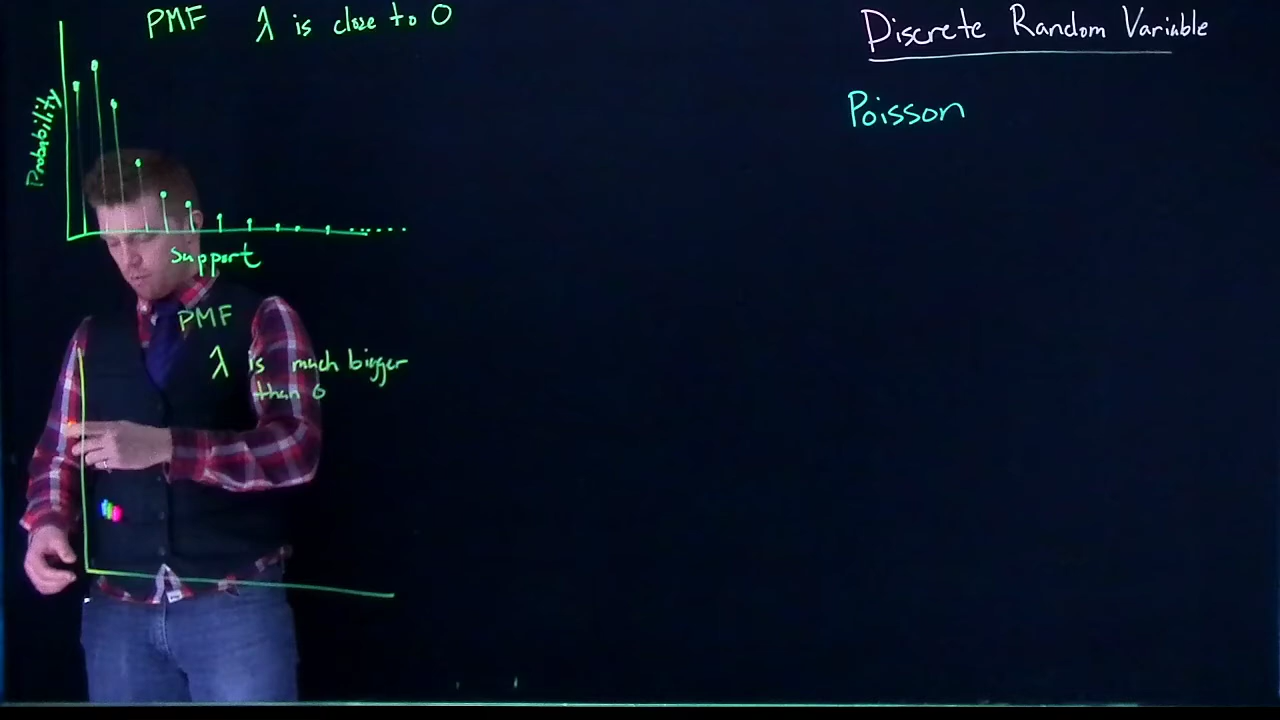 PMF λ is close to 0
Probability
Support
PMF
λ is much bigger
than 0
Discrete Random Variable
Poisson